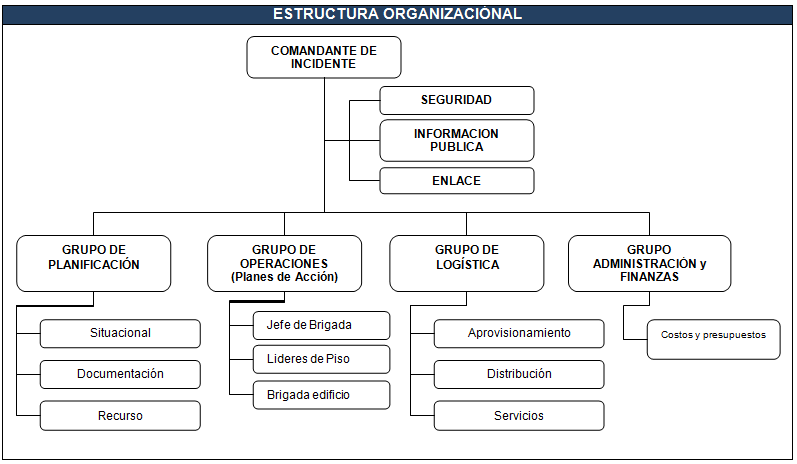 ESTRUCTURA ORGANIZACIÓNAL
COMANDANTE DE
INCIDENTE
SEGURIDAD
INFORMACION
PUBLICA
ENLACE
GRUPO DE
PLANIFICACIÓN
GRUPO DE
OPERACIONES
(Planes de Acción)
GRUPO DE
LOGÍSTICA
GRUPO
ADMINISTRACIÓN y
FINANZAS
Situacional
Documentación
Recurso
Jefe de Brigada
Lideres de Piso
Brigada edificio
Aprovisionamiento
Distribución
Servicios
Costos y presupuestos